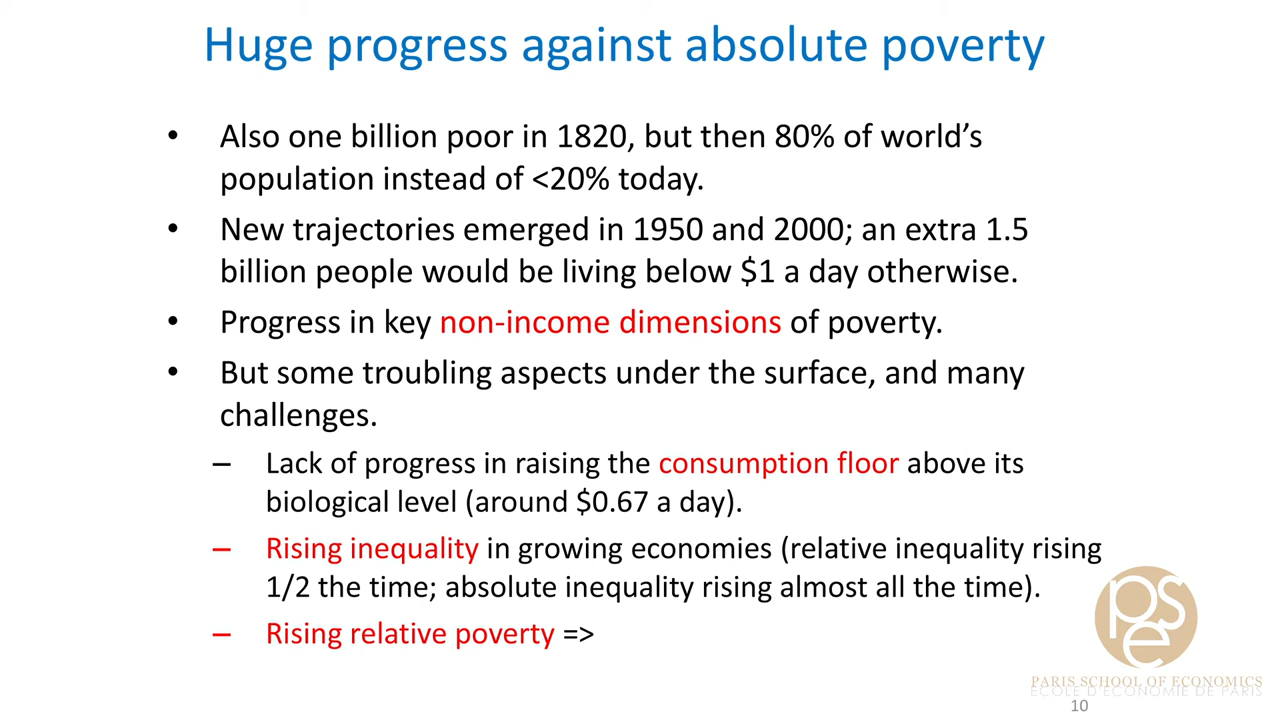 Huge progress against absolute poverty
• Also one billion poor in 1820, but then 80% of world’s
population instead of <20% today.
• New trajectories emerged in 1950 and 2000; an extra 1.5
billion people would be living below $1 a day otherwise.
• Progress in key non-income dimensions of poverty.
• But some troubling aspects under the surface, and many
challenges.
– Lack of progress in raising the consumption floor above its
biological level (around $0.67 a day).
– Rising inequality in growing economies (relative inequality rising
1/2 the time; absolute inequality rising almost all the time).
– Rising relative poverty =>
pse
PARIS SCHOOL OF ECONOMICS
ECOLE D'ECONOMIE DE PARIS
10